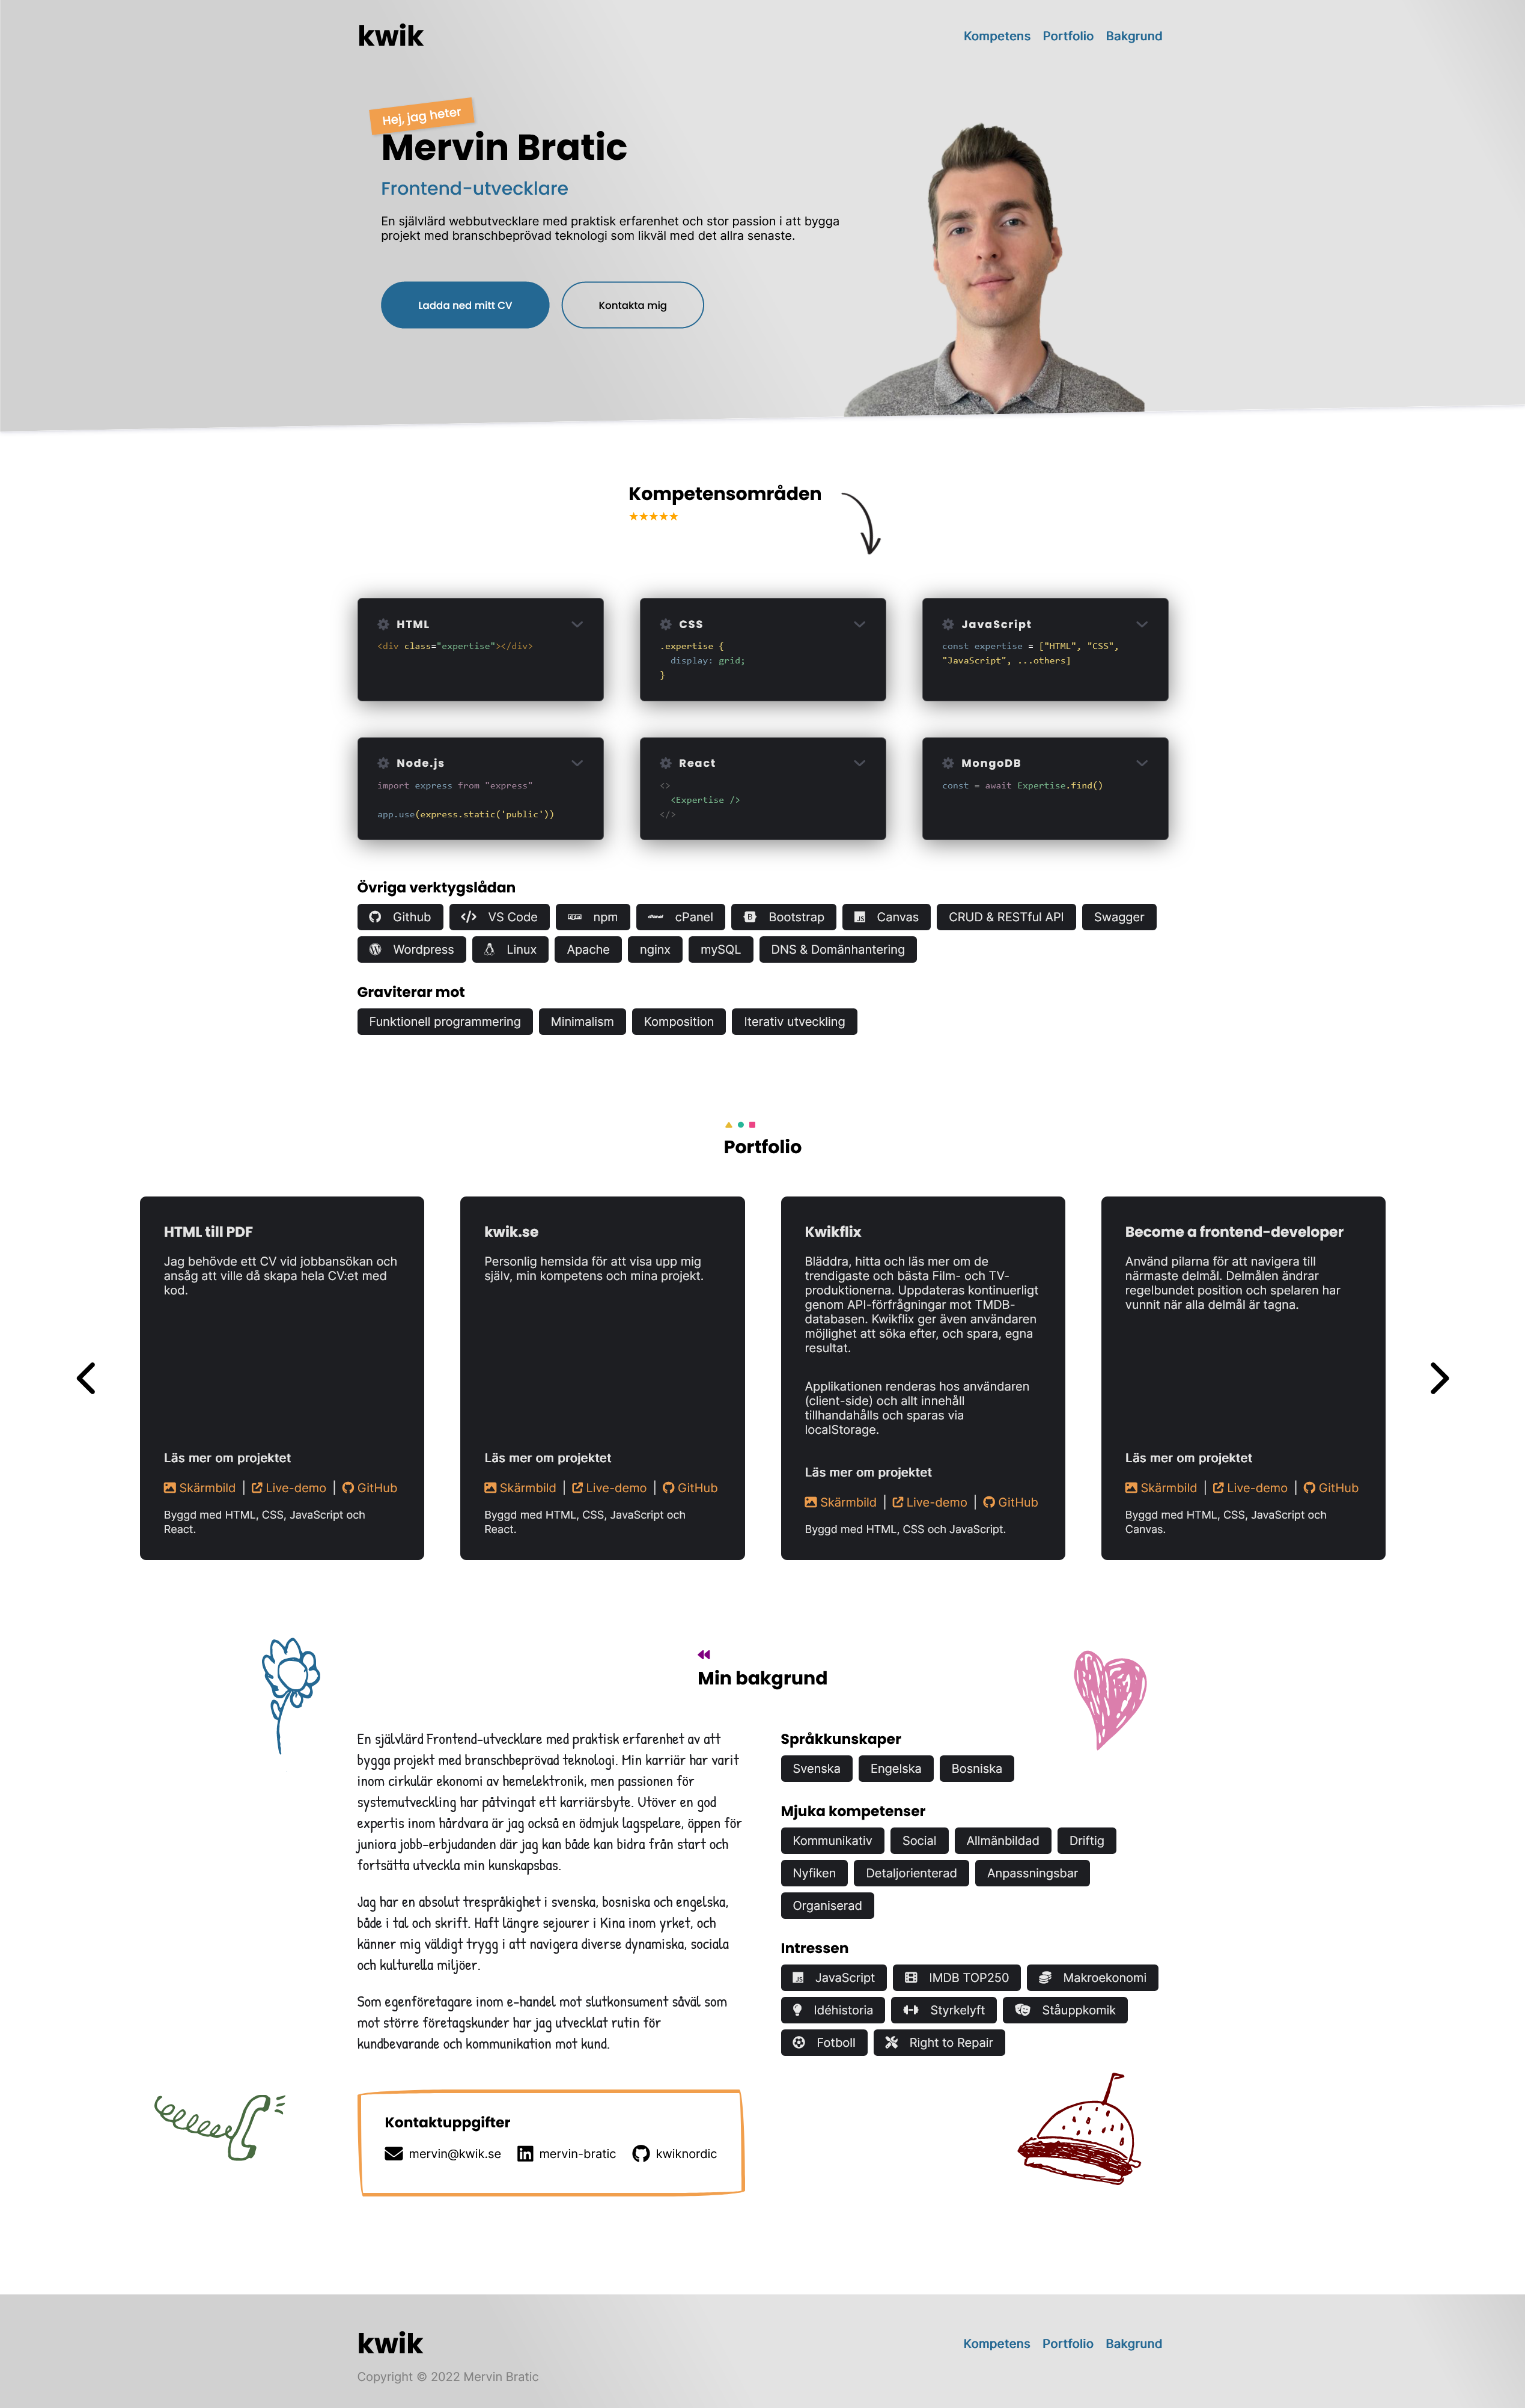 kwik
Kompetens Portfolio Bakgrund
Hej, jag heter
Mervin Bratic
Frontend-utvecklare
En självlärd webbutvecklare med praktisk erfarenhet och stor passion i att bygga
projekt med branschbeprövad teknologi som likväl med det allra senaste.
Ladda ned mitt CV
Kontakta mig
Kompetensområden
HTML
<div class="expertise"></div>
CSS
.expertise {
display: grid;
}
JavaScript
const expertise = ["HTML", "CSS",
"JavaScript", ...others]
Node.js
import express from "express"
app.use(express.static('public'))
React
<>
<Expertise />
</>
MongoDB
const = await Expertise.find()
Övriga verktygslådan
Github VS Code npm cPanel Bootstrap Canvas CRUD & RESTful API Swagger
Wordpress Linux Apache nginx mySQL DNS & Domänhantering
Graviterar mot
Funktionell programmering Minimalism Komposition Iterativ utveckling
Portfolio
HTML till PDF
Jag behövde ett CV vid jobbansökan och
ansåg att ville då skapa hela CV:et med
kod.
Läs mer om projektet
Skärmbild | Live-demo | GitHub
Byggd med HTML, CSS, JavaScript och
React.
kwik.se
Personlig hemsida för att visa upp mig
själv, min kompetens och mina projekt.
Läs mer om projektet
Skärmbild | Live-demo | GitHub
Byggd med HTML, CSS, JavaScript och
React.
Kwikflix
Bläddra, hitta och läs mer om de
trendigaste och bästa Film- och TV-
produktionerna. Uppdateras kontinuerligt
genom API-förfrågningar mot TMDB-
databasen. Kwikflix ger även användaren
möjlighet att söka efter, och spara, egna
resultat.
Applikationen renderas hos användaren
(client-side) och allt innehåll
tillhandahålls och sparas via
localStorage.
Läs mer om projektet
Skärmbild | Live-demo | GitHub
Byggd med HTML, CSS och JavaScript.
Become a frontend-developer
Använd pilarna för att navigera till
närmaste delmål. Delmålen ändrar
regelbundet position och spelaren har
vunnit när alla delmål är tagna.
Läs mer om projektet
Skärmbild | Live-demo | GitHub
Byggd med HTML, CSS, JavaScript och
Canvas.
Min bakgrund
En självlärd Frontend-utvecklare med praktisk erfarenhet av att
bygga projekt med branschbeprövad teknologi. Min karriär har varit
inom cirkulär ekonomi av hemelektronik, men passionen för
systemutveckling har påtvingat ett karriärsbyte. Utöver en god
expertis inom hårdvara är jag också en ödmjuk lagspelare, öppen för
juniora jobb-erbjudanden där jag kan både kan bidra från start och
fortsätta utveckla min kunskapsbas.
Jag har en absolut trespråkighet i svenska, bosniska och engelska,
både i tal och skrift. Haft längre sejourer i Kina inom yrket, och
känner mig väldigt trygg i att navigera diverse dynamiska, sociala
och kulturella miljöer.
Som egenföretagare inom e-handel mot slutkonsument såväl som
mot större företagskunder har jag utvecklat rutin för
kundbevarande och kommunikation mot kund.
Språkkunskaper
Svenska Engelska Bosniska
Mjuka kompetenser
Kommunikativ Social Allmänbildad Driftig
Nyfiken Detaljorienterad Anpassningsbar
Organiserad
Intressen
JavaScript IMDB TOP250 Makroekonomi
Idéhistoria Styrkelyft Ståuppkomik
Fotboll Right to Repair
Kontaktuppgifter
mervin@kwik.se mervin-bratic kwiknordic
kwik
Kompetens Portfolio Bakgrund
Copyright © 2022 Mervin Bratic